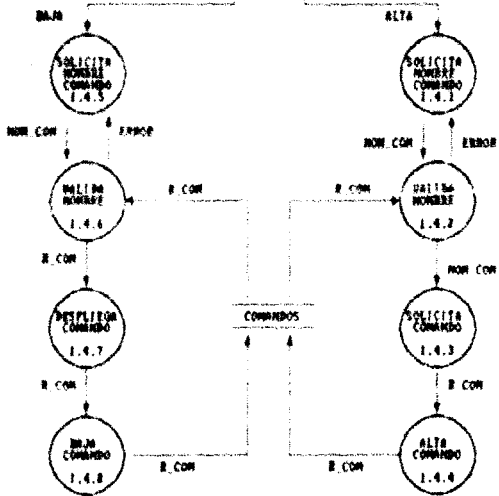 BAJA
ALTA
SOLICITA
NOMBRE
COMANDO
1.4.5
SOLICITA
NOMBRE
COMANDO
1.4.1
NOM_COM
ERROR
NOM_COM
ERROR
VALIDA
NOMBRE
1.4.6
R_COM
R_COM
VALIDA
NOMBRE
1.4.2
R_COM
NOM_COM
DESPLIEGA
COMANDO
1.4.7
COMANDOS
SOLICITA
COMANDO
1.4.3
R_COM
R_COM
BAJA
COMANDO
1.4.8
R_COM
R_COM
ALTA
COMANDO
1.4.4